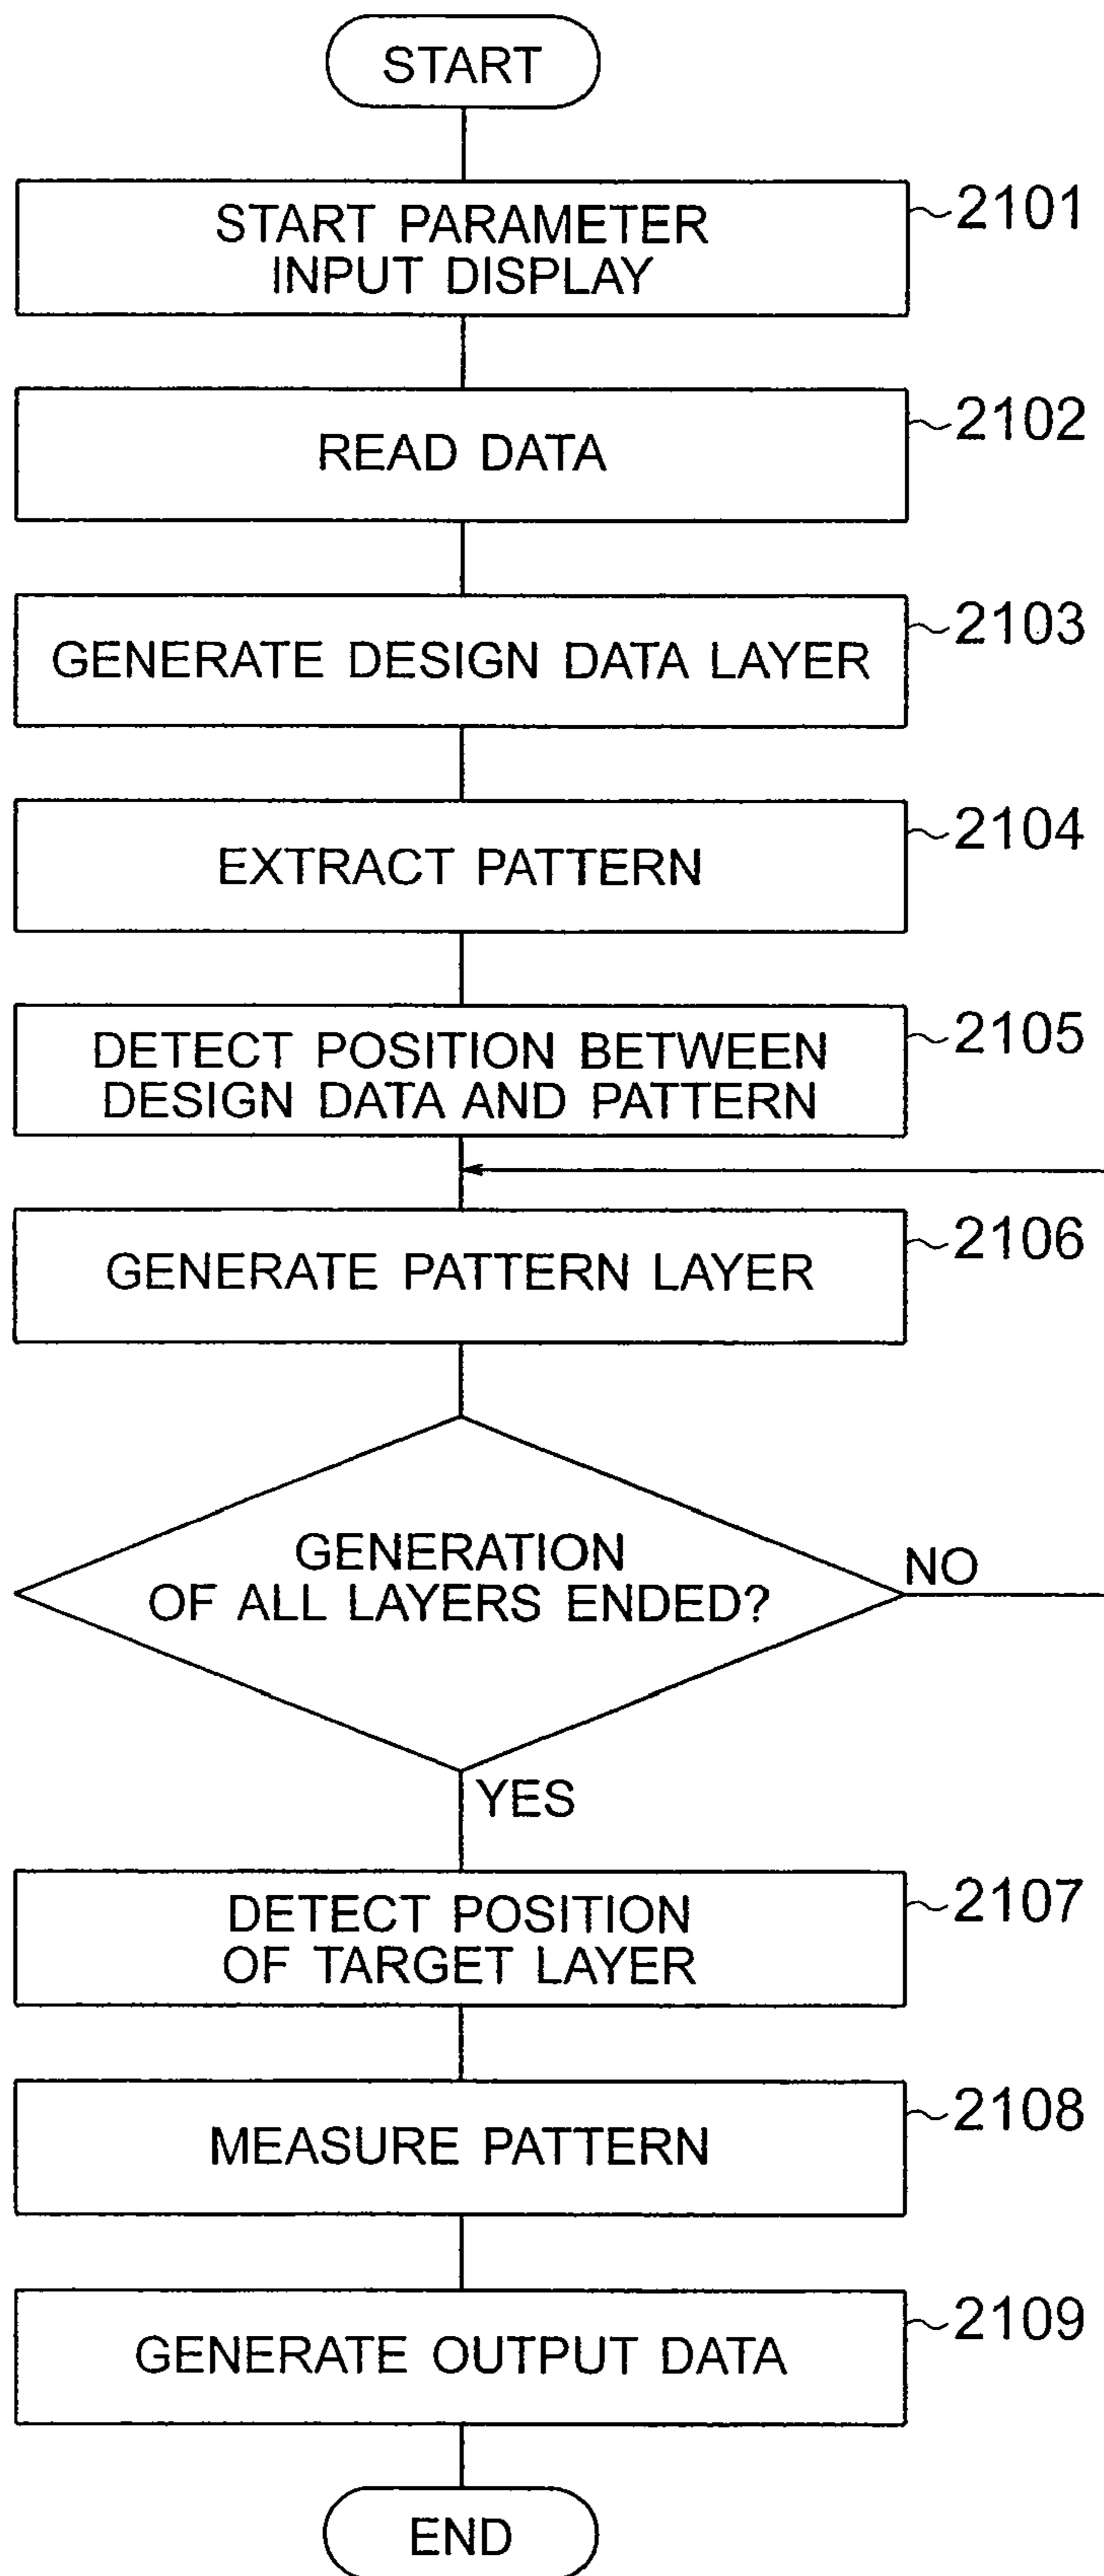 START
START PARAMETER
INPUT DISPLAY
2101
READ DATA
2102
GENERATE DESIGN DATA LAYER
2103
EXTRACT PATTERN
2104
DETECT POSITION BETWEEN
DESIGN DATA AND PATTERN
2105
GENERATE PATTERN LAYER
2106
GENERATION
OF ALL LAYERS ENDED?
NO
YES
DETECT POSITION
OF TARGET LAYER
2107
MEASURE PATTERN
2108
GENERATE OUTPUT DATA
2109
END